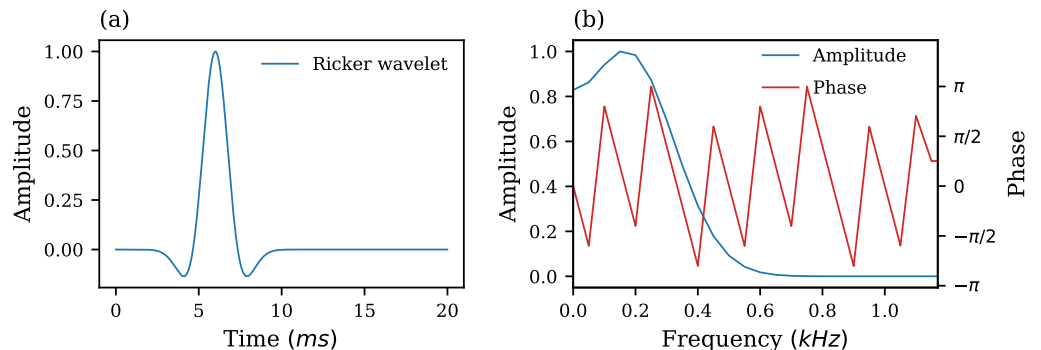 (a)
Amplitude
1.00
0.75
0.50
0.25
0.00
Ricker wavelet
0
5
10
15
20
Time (ms)
(b)
Amplitude
1.0
0.8
0.6
0.4
0.2
0.0
Amplitude
Phase
π
π/2
0
−π/2
−π
Phase
0.0
0.2
0.4
0.6
0.8
1.0
Frequency (kHz)